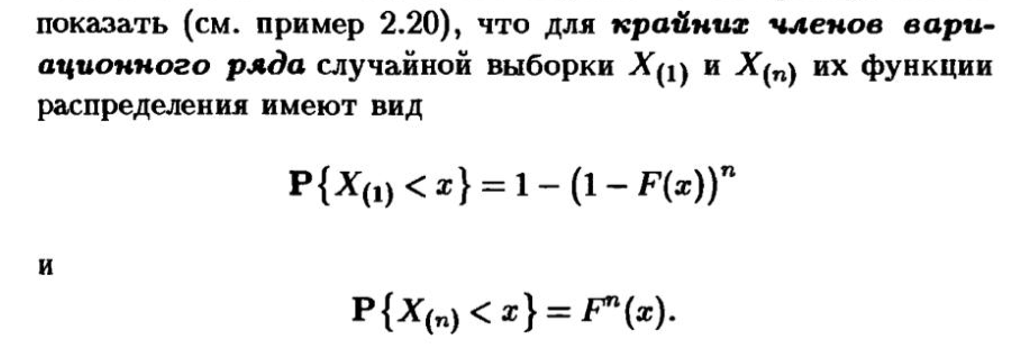 показать (см. пример 2.20), что для крайних членов вари-
ационного ряда случайной выборки X₍₁₎ и X₍ₙ₎ их функции
распределения имеют вид
P{X₍₁₎ < x} = 1 − (1 − F(x))ⁿ
и
P{X₍ₙ₎ < x} = Fⁿ(x).